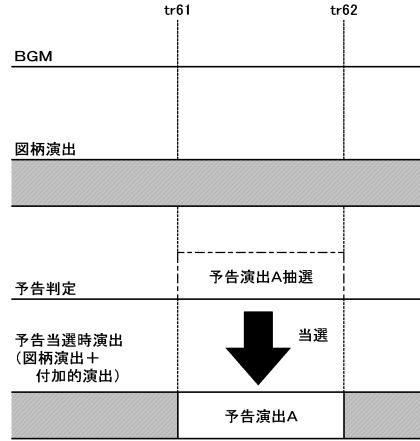 tr61 tr62
BGM
図柄演出
予告演出A抽選
予告判定
予告当選時演出
(図柄演出+
付加的演出)
当選
予告演出A